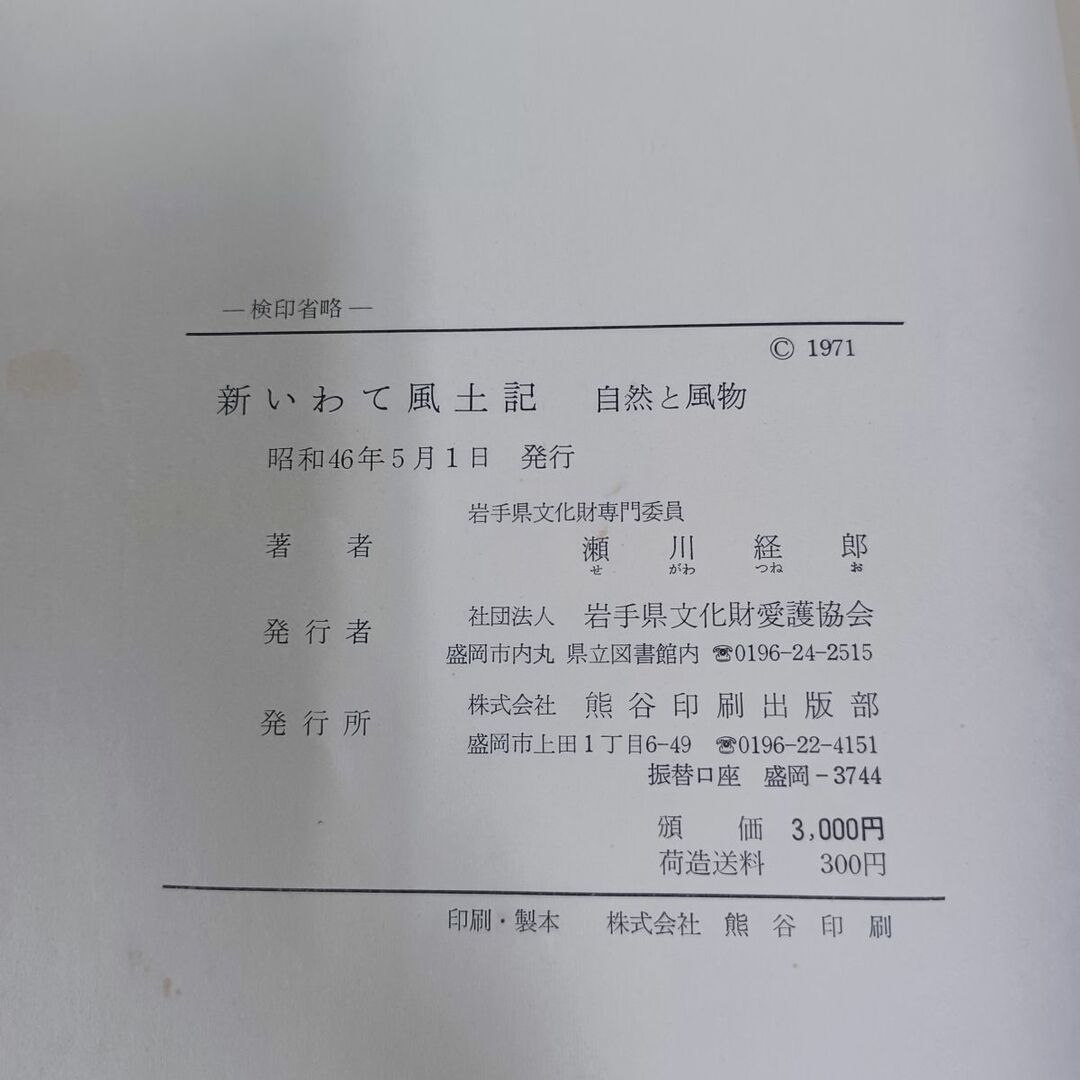 ―検印省略―
© 1971
新いわて風土記 自然と風物
昭和46年5月1日 発行
岩手県文化財専門委員
著者 瀬川経郎
せ がわ つね お
発行者 社団法人 岩手県文化財愛護協会
盛岡市内丸 県立図書館内 ☎0196-24-2515
発行所 株式会社 熊谷印刷出版部
盛岡市上田1丁目6-49 ☎0196-22-4151
振替口座 盛岡-3744
頒価 3,000円
荷造送料 300円
印刷・製本 株式会社 熊谷印刷